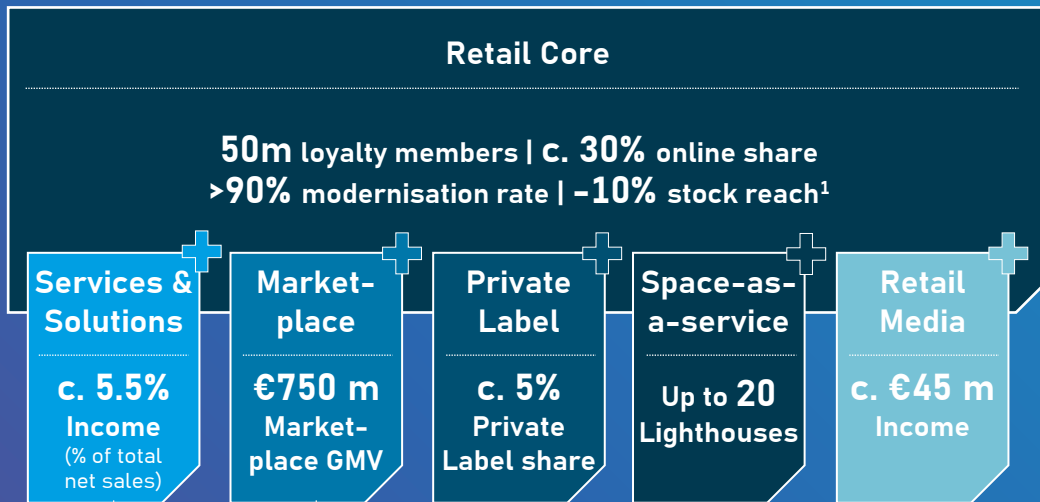 Retail Core
50m loyalty members | c. 30% online share
>90% modernisation rate | -10% stock reach¹
Services &
Solutions
c. 5.5%
Income
(% of total
net sales)
Market-
place
€750 m
Market-
place GMV
Private
Label
c. 5%
Private
Label share
Space-as-
a-service
Up to 20
Lighthouses
Retail
Media
c. €45 m
Income